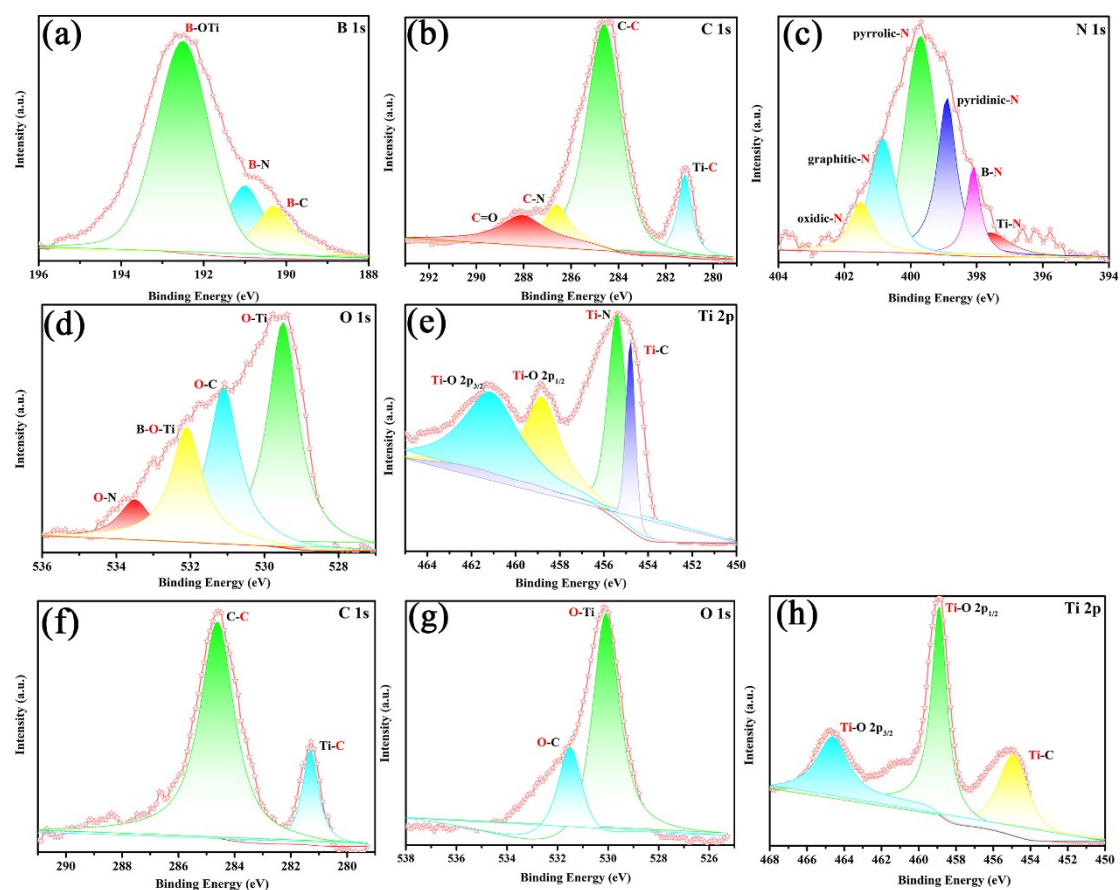 (a)
B 1s
B-OTi
B-N
B-C
Intensity (a.u.)
196 194 192 190 188
Binding Energy (eV)
(b)
C 1s
C-C
Ti-C
C-N
C=O
Intensity (a.u.)
292 290 288 286 284 282 280
Binding Energy (eV)
(c)
N 1s
pyrrolic-N
pyridinic-N
graphitic-N
B-N
oxidic-N
Ti-N
Intensity (a.u.)
404 402 400 398 396 394
Binding Energy (eV)
(d)
O 1s
O-Ti
O-C
B-O-Ti
O-N
Intensity (a.u.)
536 534 532 530 528
Binding Energy (eV)
(e)
Ti 2p
Ti-N
Ti-C
Ti-O 2p3/2
Ti-O 2p1/2
Intensity (a.u.)
464 462 460 458 456 454 452 450
Binding Energy (eV)
(f)
C 1s
C-C
Ti-C
Intensity (a.u.)
290 288 286 284 282 280
Binding Energy (eV)
(g)
O 1s
O-Ti
O-C
Intensity (a.u.)
538 536 534 532 530 528 526
Binding Energy (eV)
(h)
Ti 2p
Ti-O 2p1/2
Ti-O 2p3/2
Ti-C
Intensity (a.u.)
468 466 464 462 460 458 456 454 452 450
Binding Energy (eV)